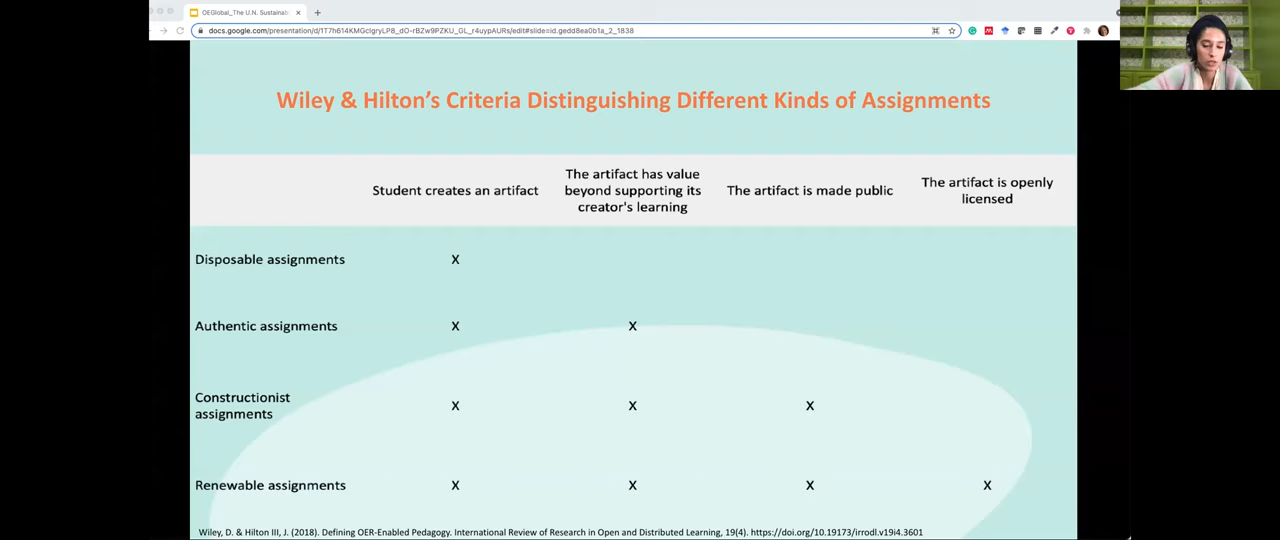 OEGlobal_The U.N. Sustainab
docs.google.com/presentation/d/1T7h614KMGclgryLP8_dO-rBZw9PZKU_GL_r4uypAURs/edit#slide=id.gedd8ea0b1a_2_1838
Wiley & Hilton's Criteria Distinguishing Different Kinds of Assignments
Student creates an artifact
The artifact has value
beyond supporting its
creator's learning
The artifact is made public
The artifact is openly
licensed
Disposable assignments X
Authentic assignments X X
Constructionist
assignments X X X
Renewable assignments X X X X
Wiley, D. & Hilton III, J. (2018). Defining OER-Enabled Pedagogy. International Review of Research in Open and Distributed Learning, 19(4). https://doi.org/10.19173/irrodl.v19i4.3601